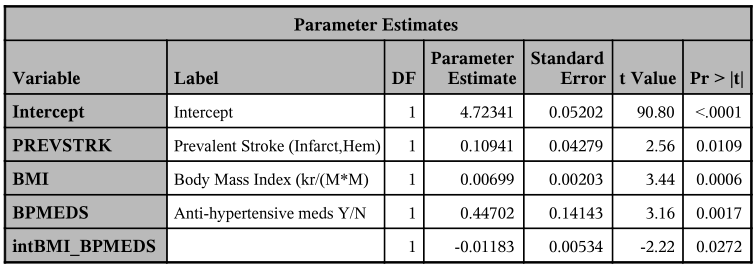 Parameter Estimates
Variable Label DF Parameter Estimate Standard Error t Value Pr > |t|
Intercept Intercept 1 4.72341 0.05202 90.80 <.0001
PREVSTRK Prevalent Stroke (Infarct,Hem) 1 0.10941 0.04279 2.56 0.0109
BMI Body Mass Index (kr/(M*M) 1 0.00699 0.00203 3.44 0.0006
BPMEDS Anti-hypertensive meds Y/N 1 0.44702 0.14143 3.16 0.0017
intBMI_BPMEDS 1 -0.01183 0.00534 -2.22 0.0272